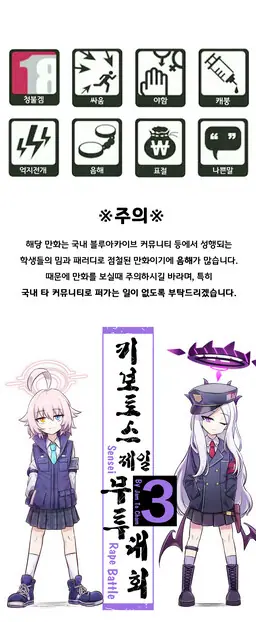 18
청불겜
싸움
야함
캐붕
억지전개
음해
표절
나쁜말
※주의※
해당 만화는 국내 블루아카이브 커뮤니티 등에서 성행되는
학생들의 밈과 패러디로 점철된 만화이기에 음해가 많습니다.
때문에 만화를 보실때 주의하시길 바라며, 특히
국내 타 커뮤니티로 퍼가는 일이 없도록 부탁드리겠습니다.
키보토스
제일
무투대회
3
Sensei
Rape Battle